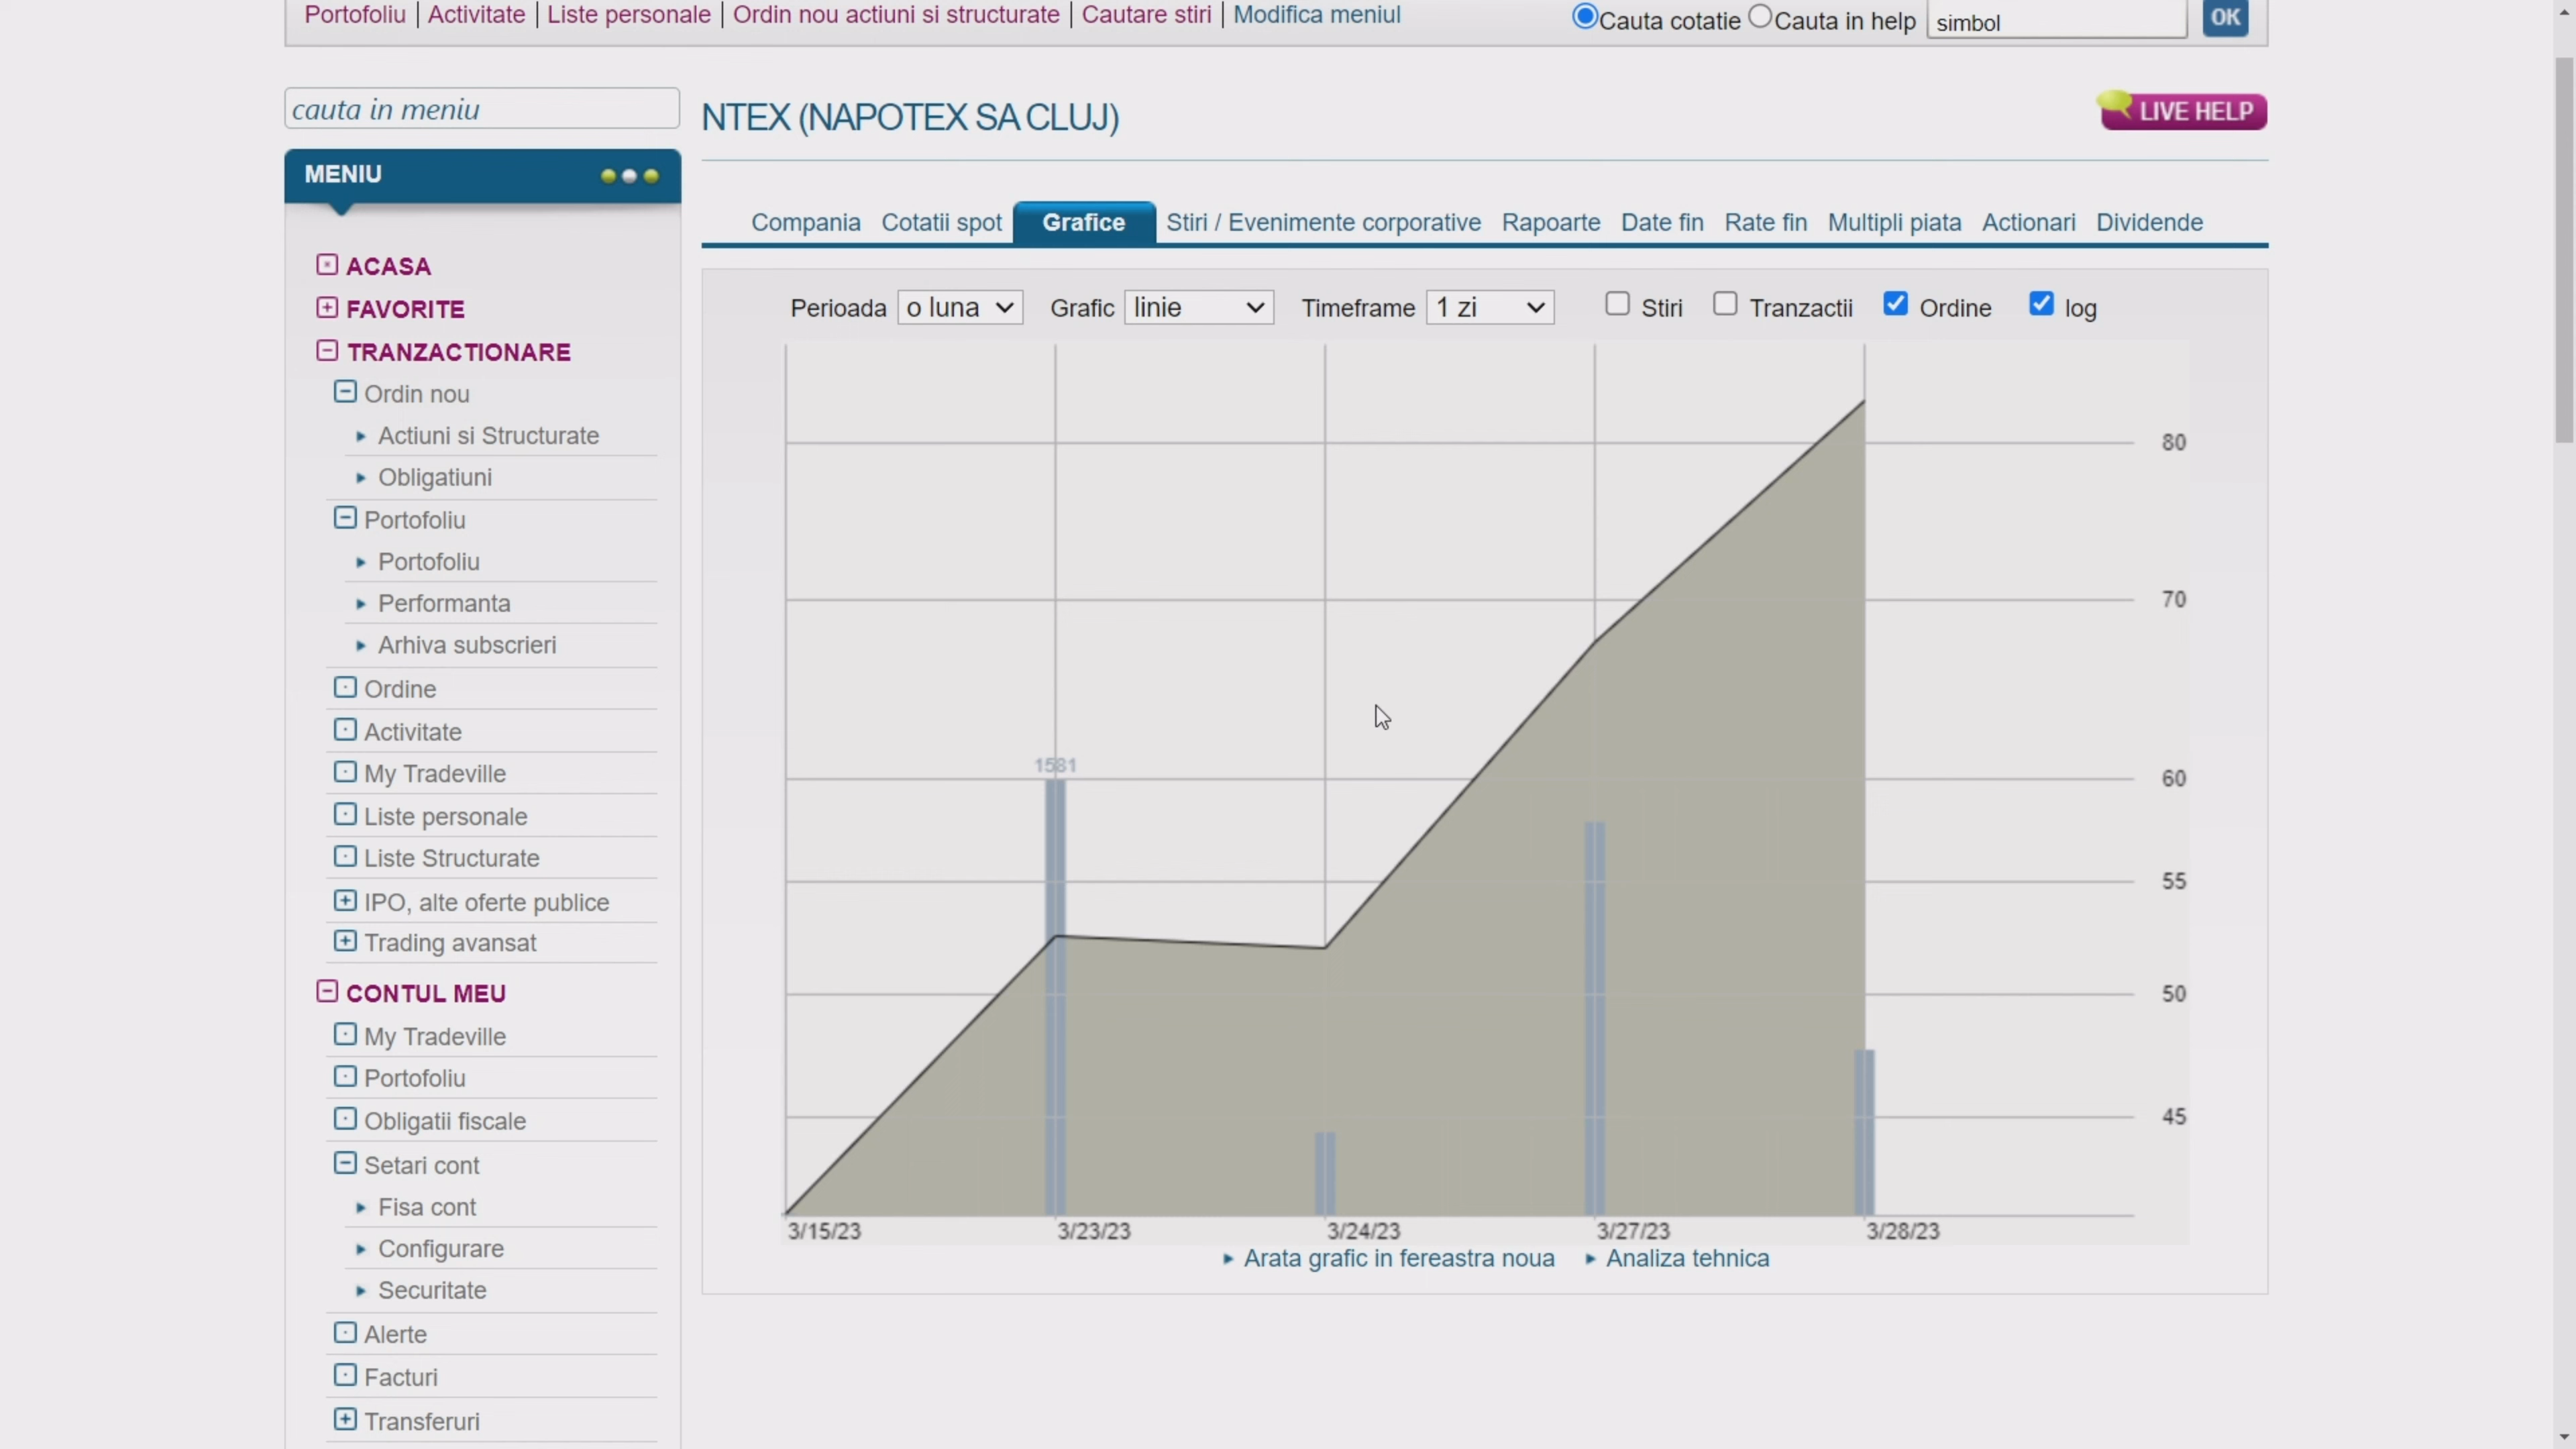 Portofoliu | Activitate | Liste personale | Ordin nou actiuni si structurate | Cautare stiri | Modifica meniul
Cauta cotatie Cauta in help simbol OK
cauta in meniu
NTEX (NAPOTEX SA CLUJ)
LIVE HELP
MENIU
Compania Cotatii spot Grafice Stiri / Evenimente corporative Rapoarte Date fin Rate fin Multipli piata Actionari Dividende
ACASA
FAVORITE
TRANZACTIONARE
Ordin nou
Actiuni si Structurate
Obligatiuni
Portofoliu
Portofoliu
Performanta
Arhiva subscrieri
Ordine
Activitate
My Tradeville
Liste personale
Liste Structurate
IPO, alte oferte publice
Trading avansat
CONTUL MEU
My Tradeville
Portofoliu
Obligatii fiscale
Setari cont
Fisa cont
Configurare
Securitate
Alerte
Facturi
Transferuri
Perioada o luna Grafic linie Timeframe 1 zi Stiri Tranzactii Ordine log
80
70
1581
60
55
50
45
3/15/23 3/23/23 3/24/23 3/27/23 3/28/23
Arata grafic in fereastra noua Analiza tehnica